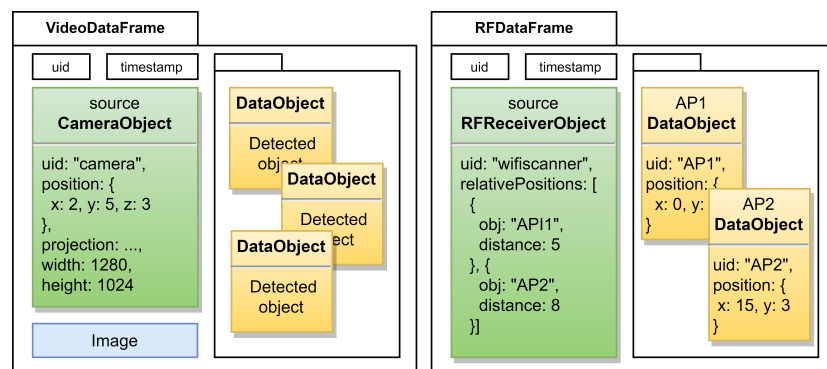 VideoDataFrame
uid
timestamp
source
CameraObject
uid: "camera",
position: {
x: 2, y: 5, z: 3
},
projection: ...,
width: 1280,
height: 1024
Image
DataObject
Detected
object
DataObject
Detected
DataObject
Detected
object
RFDataFrame
uid
timestamp
source
RFReceiverObject
uid: "wifiscanner",
relativePositions: [
{
obj: "API1",
distance: 5
}, {
obj: "AP2",
distance: 8
}]
AP1
DataObject
uid: "AP1",
position: {
x: 0, y:
}
AP2
DataObject
uid: "AP2",
position: {
x: 15, y: 3
}